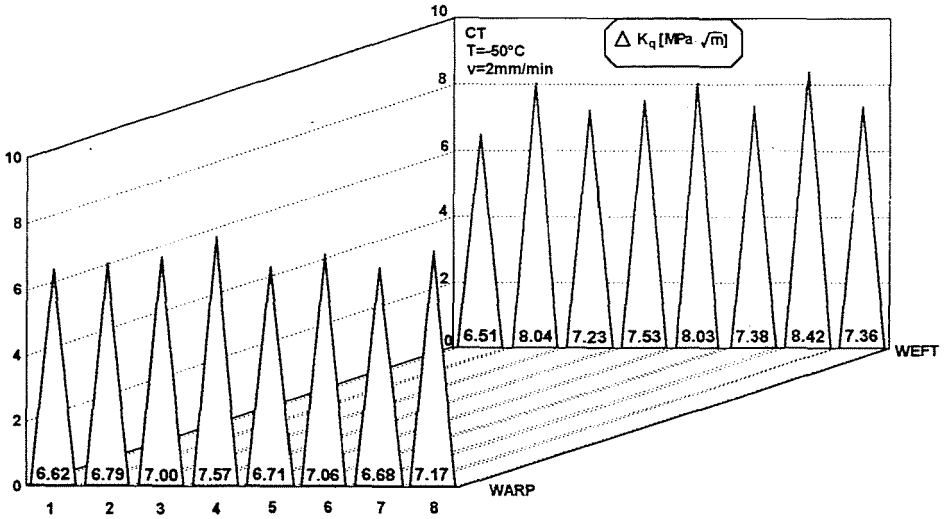 10
CT
T=-50°C
v=2mm/min
Δ Kq [MPa·√m]
8
6
4
2
0
6.51 8.04 7.23 7.53 8.03 7.38 8.42 7.36
WEFT
10
8
6
4
2
0
6.62 6.79 7.00 7.57 6.71 7.06 6.68 7.17
WARP
1 2 3 4 5 6 7 8